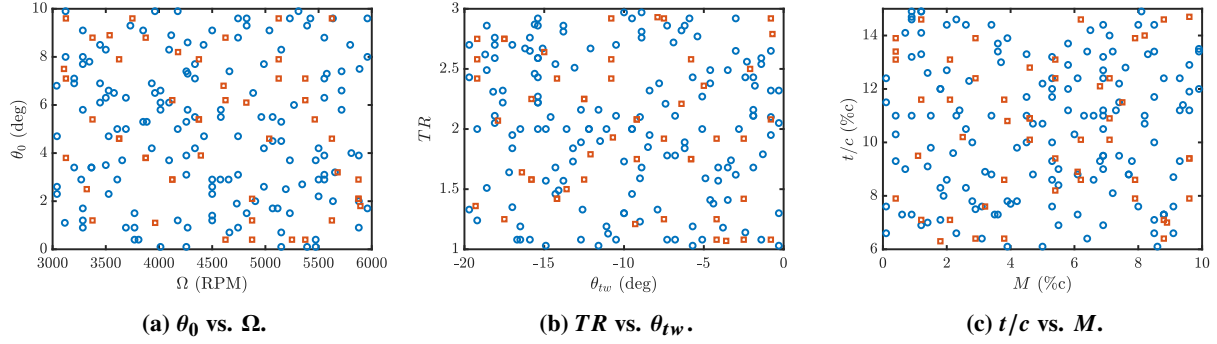 10
8
6
4
2
0
θ₀ (deg)
3000 3500 4000 4500 5000 5500 6000
Ω (RPM)
(a) θ₀ vs. Ω.
3
2.5
2
1.5
1
TR
-20 -15 -10 -5 0
θ_tw (deg)
(b) TR vs. θ_tw.
14
12
10
8
6
t/c (%c)
0 2 4 6 8 10
M (%c)
(c) t/c vs. M.